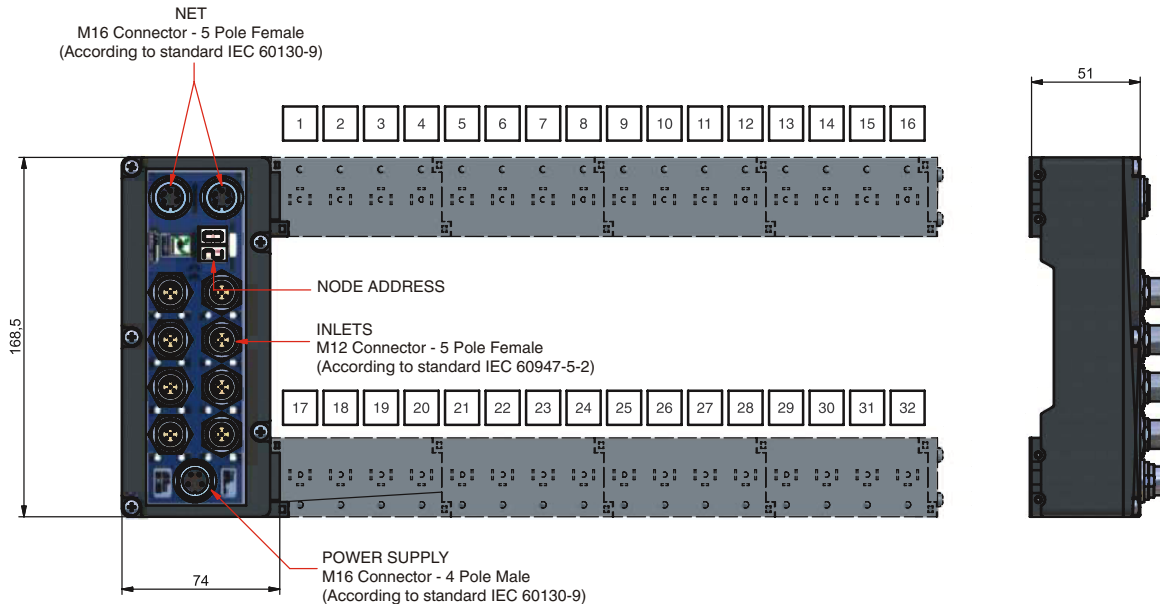 NET
M16 Connector - 5 Pole Female
(According to standard IEC 60130-9)
51
1 2 3 4 5 6 7 8 9 10 11 12 13 14 15 16
168,5
NODE ADDRESS
INLETS
M12 Connector - 5 Pole Female
(According to standard IEC 60947-5-2)
17 18 19 20 21 22 23 24 25 26 27 28 29 30 31 32
POWER SUPPLY
M16 Connector - 4 Pole Male
(According to standard IEC 60130-9)
74